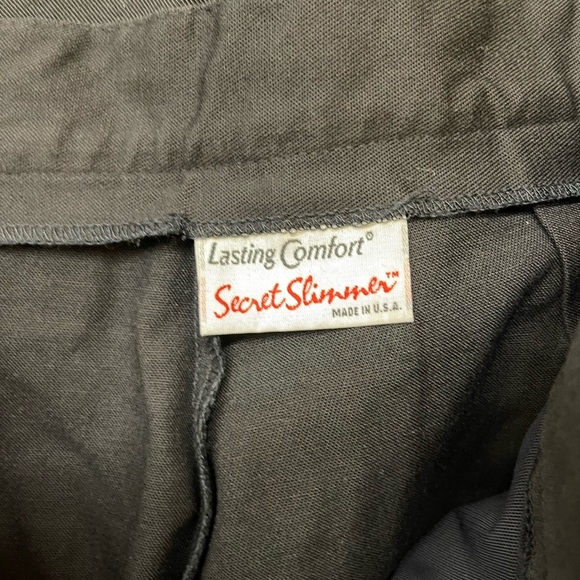 Lasting Comfort®
Secret Slimmer™
MADE IN U.S.A.